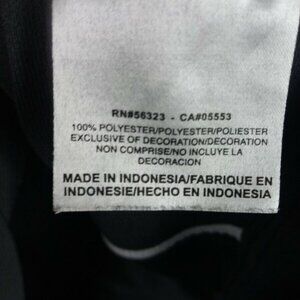 RN#56323 - CA#05553
100% POLYESTER/POLYESTER/POLIESTER
EXCLUSIVE OF DECORATION/DECORATION
NON COMPRISE/NO INCLUYE LA
DECORACION
MADE IN INDONESIA/FABRIQUE EN
INDONESIE/HECHO EN INDONESIA